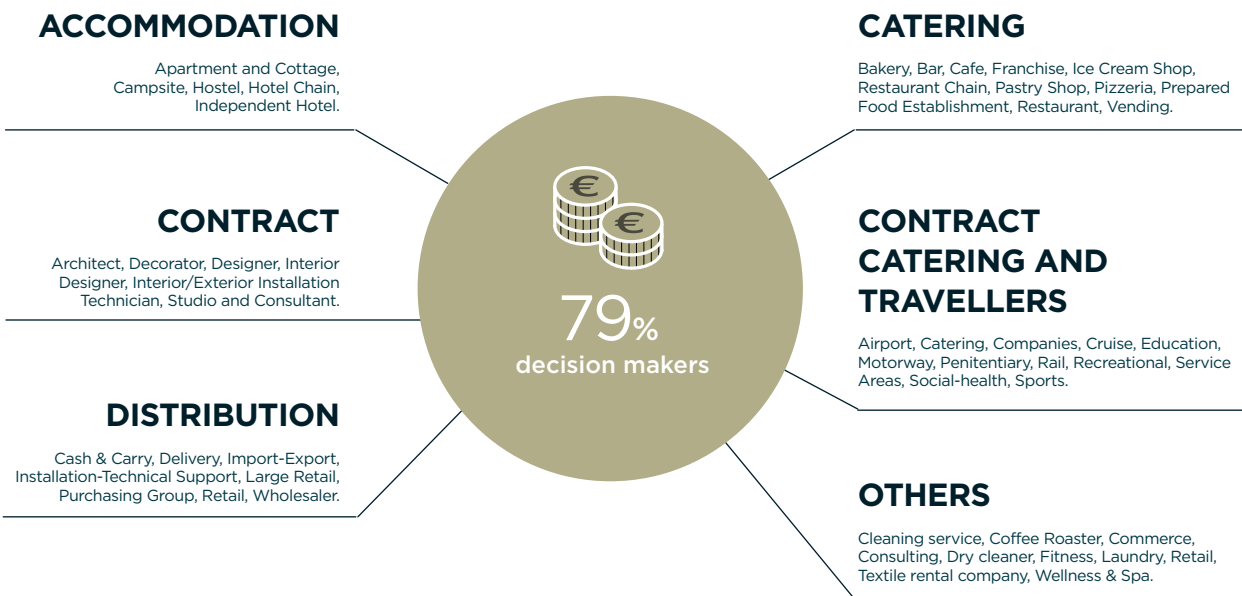 ACCOMMODATION
Apartment and Cottage,
Campsite, Hostel, Hotel Chain,
Independent Hotel.
CONTRACT
Architect, Decorator, Designer, Interior
Designer, Interior/Exterior Installation
Technician, Studio and Consultant.
DISTRIBUTION
Cash & Carry, Delivery, Import-Export,
Installation-Technical Support, Large Retail,
Purchasing Group, Retail, Wholesaler.
€
€
79%
decision makers
CATERING
Bakery, Bar, Cafe, Franchise, Ice Cream Shop,
Restaurant Chain, Pastry Shop, Pizzeria, Prepared
Food Establishment, Restaurant, Vending.
CONTRACT
CATERING AND
TRAVELLERS
Airport, Catering, Companies, Cruise, Education,
Motorway, Penitentiary, Rail, Recreational, Service
Areas, Social-health, Sports.
OTHERS
Cleaning service, Coffee Roaster, Commerce,
Consulting, Dry cleaner, Fitness, Laundry, Retail,
Textile rental company, Wellness & Spa.